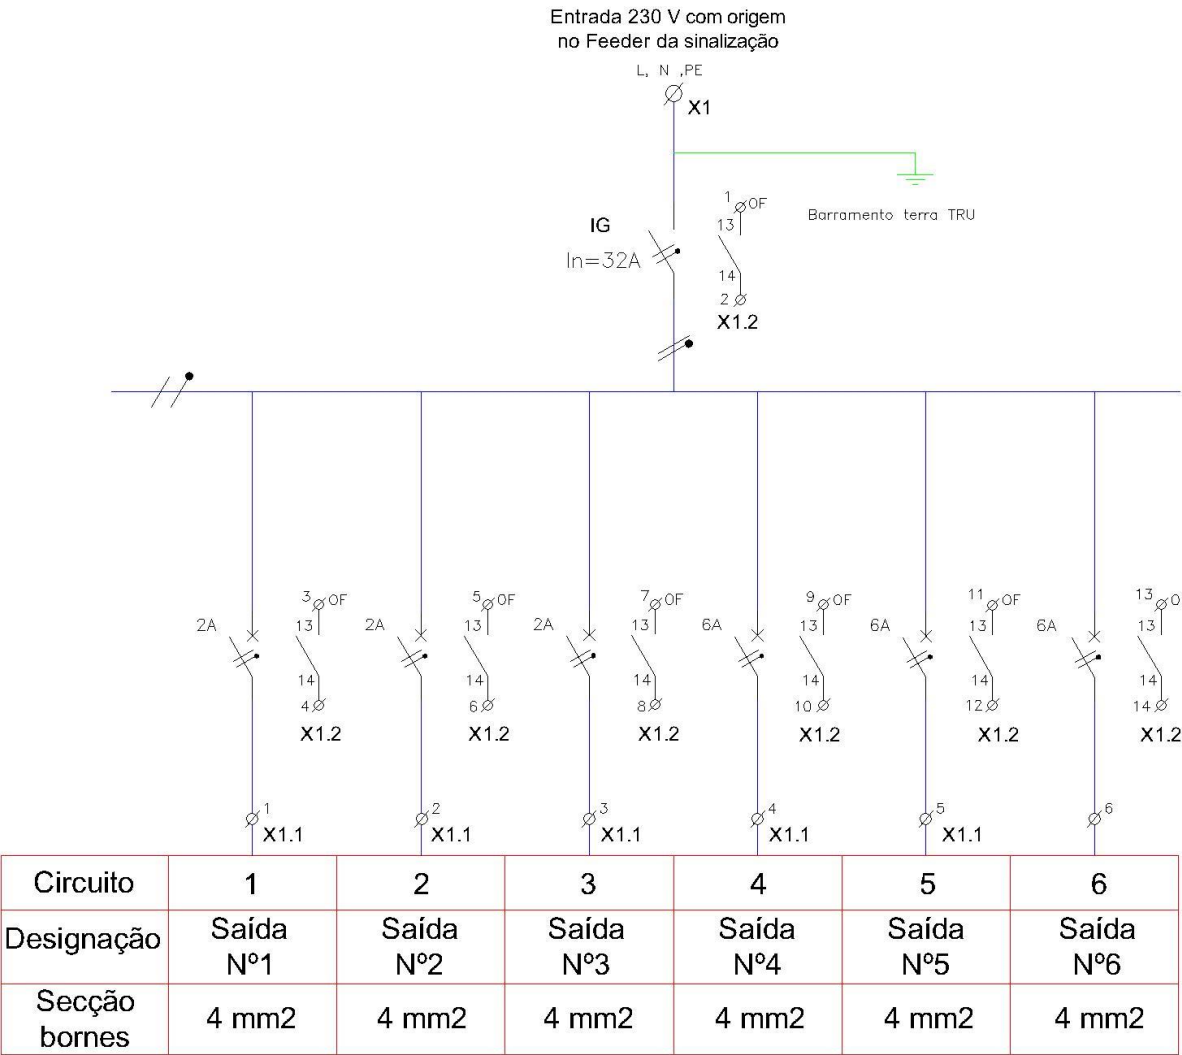 Entrada 230 V com origem
no Feeder da sinalização
L, N ,PE
X1
1 OF
13
Barramento terra TRU
IG
In=32A
14
2
X1.2
3 OF 5 OF 7 OF 9 OF 11 OF 13 O
2A 13 2A 13 2A 13 6A 13 6A 13 6A 13
14 14 14 14 14 14
4 6 8 10 12 14
X1.2 X1.2 X1.2 X1.2 X1.2 X1.2
1 2 3 4 5 6
X1.1 X1.1 X1.1 X1.1 X1.1
Circuito 1 2 3 4 5 6
Designação Saída Saída Saída Saída Saída Saída
Nº1 Nº2 Nº3 Nº4 Nº5 Nº6
Secção
bornes 4 mm2 4 mm2 4 mm2 4 mm2 4 mm2 4 mm2